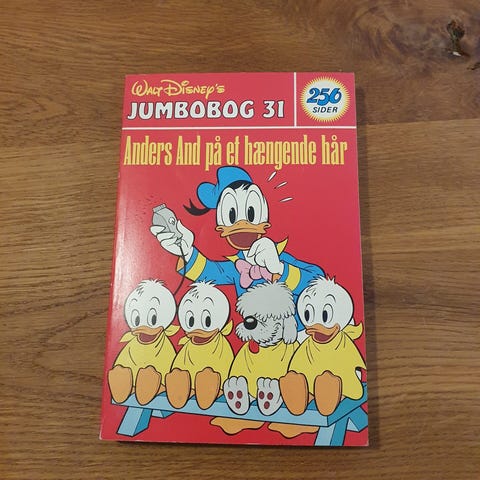 Walt Disney's
JUMBOBOG 31
256
SIDER
Anders And på et hængende hår